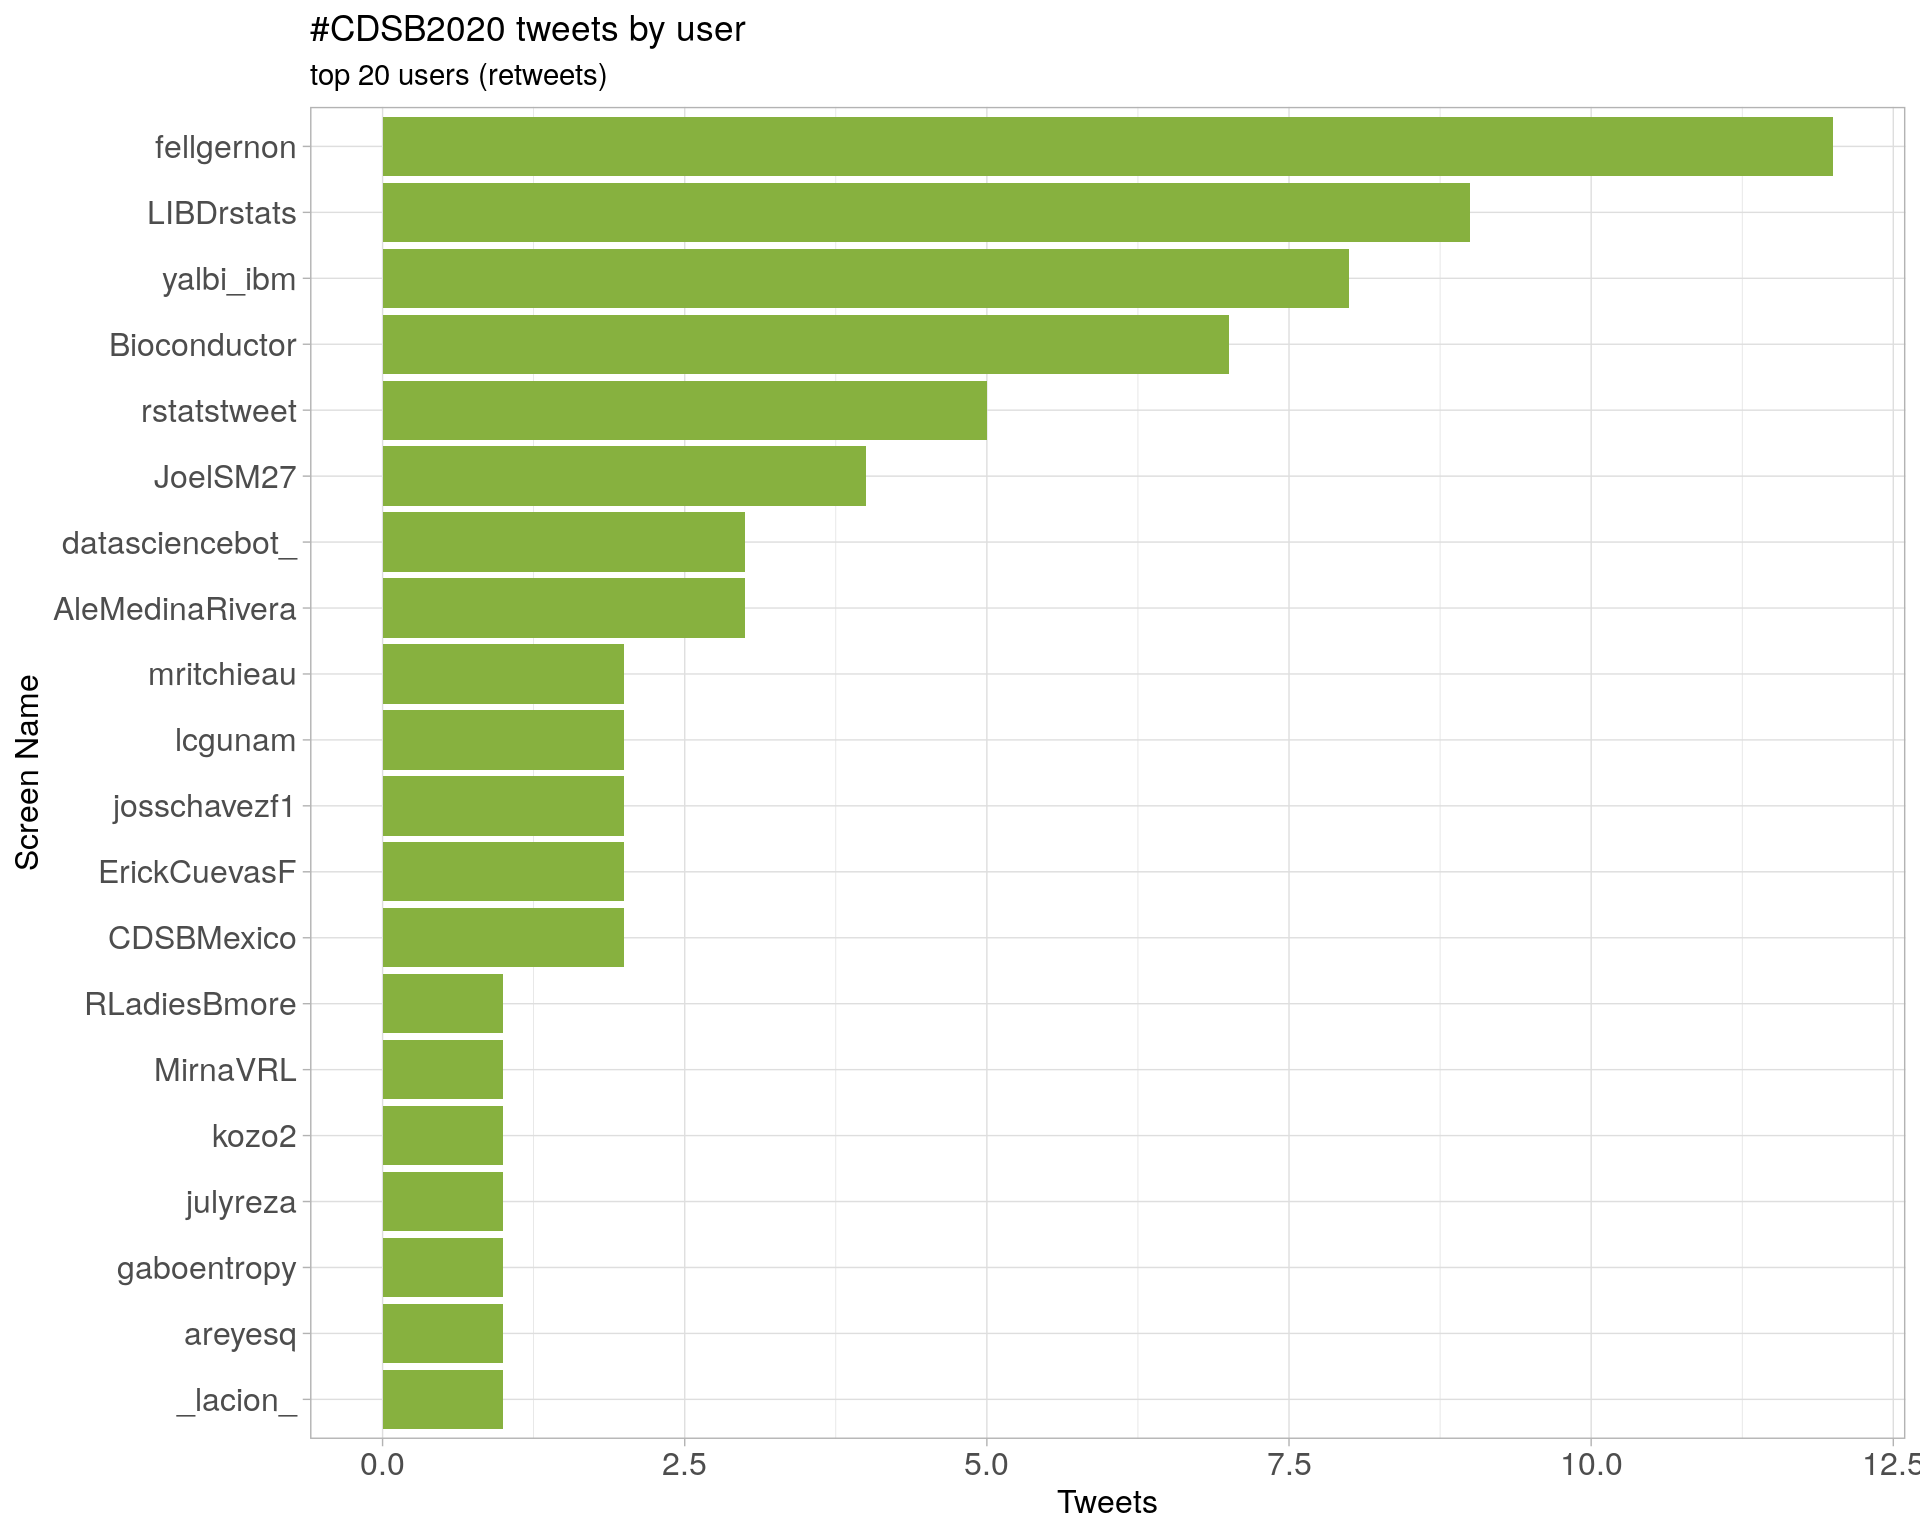 #CDSB2020 tweets by user
top 20 users (retweets)
fellgernon
LIBDrstats
yalbi_ibm
Bioconductor
rstatstweet
JoelSM27
datasciencebot_
AleMedinaRivera
mritchieau
lcgunam
josschavezf1
ErickCuevasF
CDSBMexico
RLadiesBmore
MirnaVRL
kozo2
julyreza
gaboentropy
areyesq
_lacion_
Screen Name
0.0 2.5 5.0 7.5 10.0 12.5
Tweets